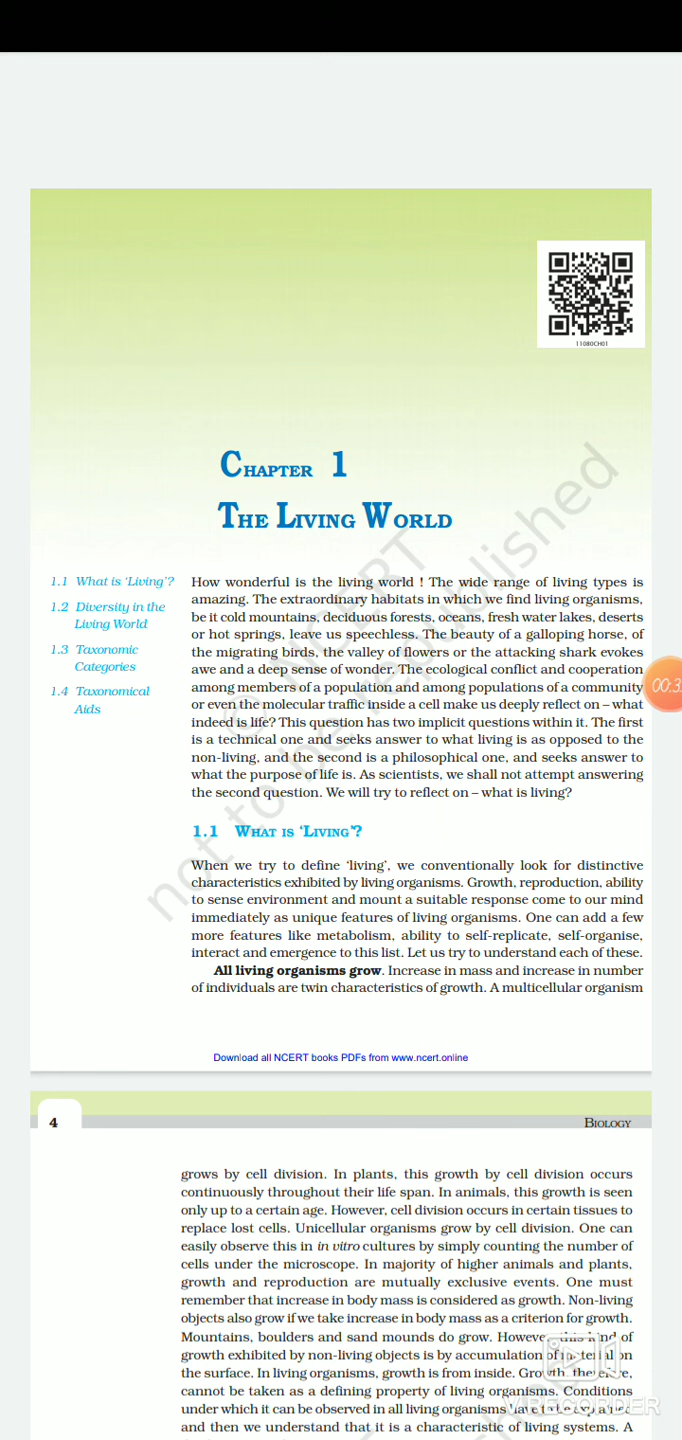 11080CH01
CHAPTER 1
THE LIVING WORLD
1.1 What is ‘Living’?
1.2 Diversity in the
Living World
1.3 Taxonomic
Categories
1.4 Taxonomical
Aids
How wonderful is the living world ! The wide range of living types is
amazing. The extraordinary habitats in which we find living organisms,
be it cold mountains, deciduous forests, oceans, fresh water lakes, deserts
or hot springs, leave us speechless. The beauty of a galloping horse, of
the migrating birds, the valley of flowers or the attacking shark evokes
awe and a deep sense of wonder. The ecological conflict and cooperation
among members of a population and among populations of a community
or even the molecular traffic inside a cell make us deeply reflect on – what
indeed is life? This question has two implicit questions within it. The first
is a technical one and seeks answer to what living is as opposed to the
non-living, and the second is a philosophical one, and seeks answer to
what the purpose of life is. As scientists, we shall not attempt answering
the second question. We will try to reflect on – what is living?
00:3
© NCERT
not to be republished
1.1 WHAT IS ‘LIVING’?
When we try to define ‘living’, we conventionally look for distinctive
characteristics exhibited by living organisms. Growth, reproduction, ability
to sense environment and mount a suitable response come to our mind
immediately as unique features of living organisms. One can add a few
more features like metabolism, ability to self-replicate, self-organise,
interact and emergence to this list. Let us try to understand each of these.
All living organisms grow. Increase in mass and increase in number
of individuals are twin characteristics of growth. A multicellular organism
Download all NCERT books PDFs from www.ncert.online
4 BIOLOGY
grows by cell division. In plants, this growth by cell division occurs
continuously throughout their life span. In animals, this growth is seen
only up to a certain age. However, cell division occurs in certain tissues to
replace lost cells. Unicellular organisms grow by cell division. One can
easily observe this in in vitro cultures by simply counting the number of
cells under the microscope. In majority of higher animals and plants,
growth and reproduction are mutually exclusive events. One must
remember that increase in body mass is considered as growth. Non-living
objects also grow if we take increase in body mass as a criterion for growth.
Mountains, boulders and sand mounds do grow. However, this kind of
growth exhibited by non-living objects is by accumulation of material on
the surface. In living organisms, growth is from inside. Growth, therefore,
cannot be taken as a defining property of living organisms. Conditions
under which it can be observed in all living organisms have to be explained
and then we understand that it is a characteristic of living systems. A
VRECORDER